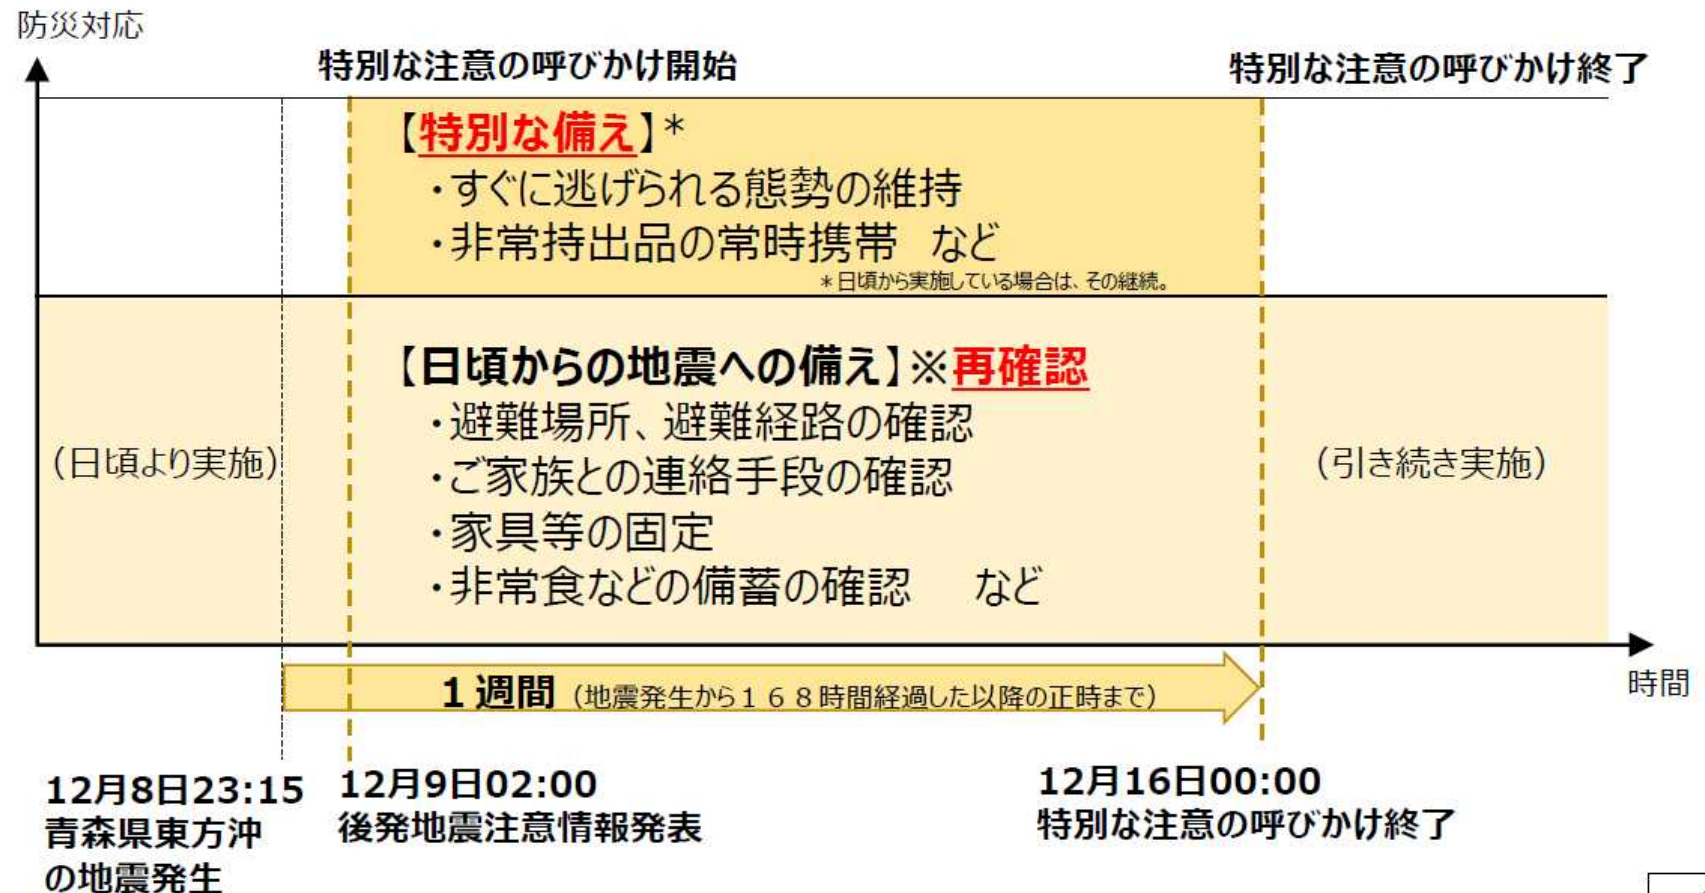 防災対応
特別な注意の呼びかけ開始
特別な注意の呼びかけ終了
【特別な備え】*
・すぐに逃げられる態勢の維持
・非常持出品の常時携帯 など
*日頃から実施している場合は、その継続。
【日頃からの地震への備え】※再確認
・避難場所、避難経路の確認
・ご家族との連絡手段の確認
・家具等の固定
・非常食などの備蓄の確認 など
(日頃より実施)
(引き続き実施)
1週間(地震発生から168時間経過した以降の正時まで)
時間
12月8日23:15
青森県東方沖
の地震発生
12月9日02:00
後発地震注意情報発表
12月16日00:00
特別な注意の呼びかけ終了